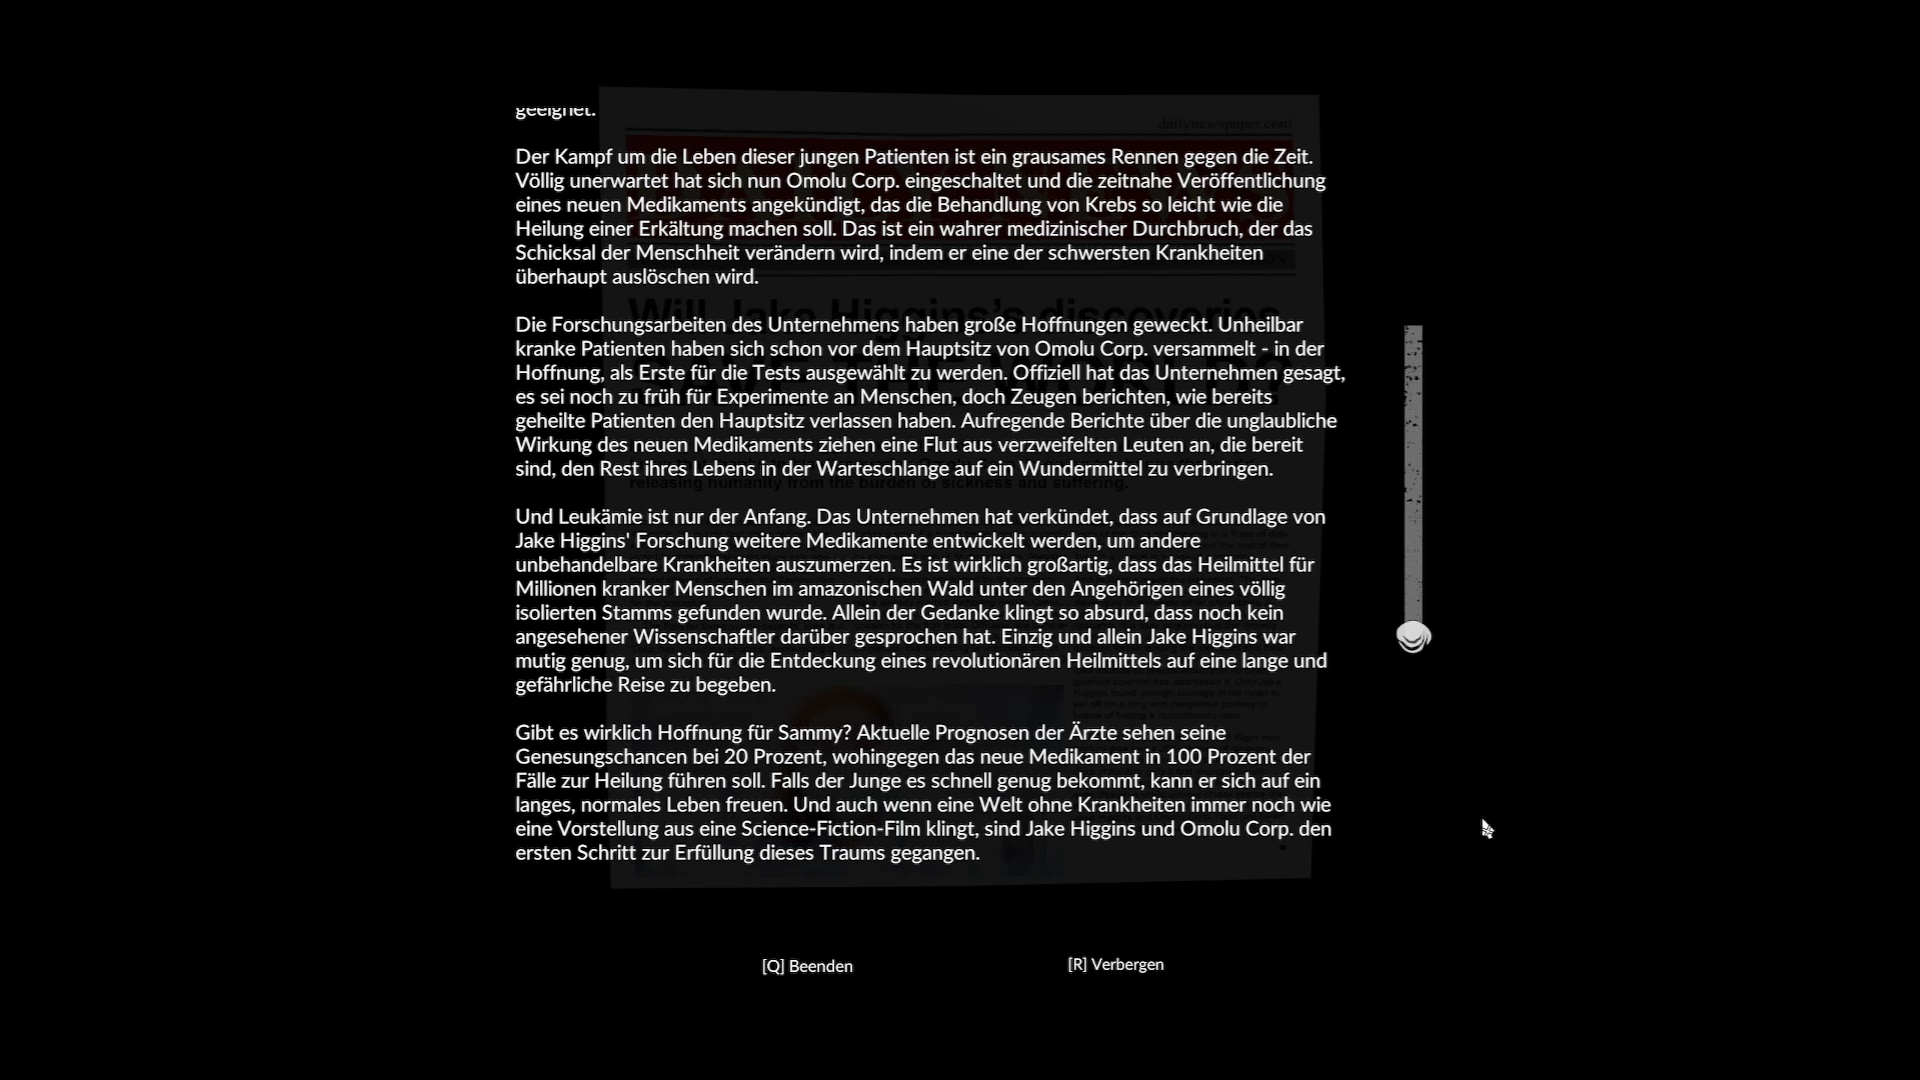 geeignet.
dailynewspaper.com
Der Kampf um die Leben dieser jungen Patienten ist ein grausames Rennen gegen die Zeit.
Völlig unerwartet hat sich nun Omolu Corp. eingeschaltet und die zeitnahe Veröffentlichung
eines neuen Medikaments angekündigt, das die Behandlung von Krebs so leicht wie die
Heilung einer Erkältung machen soll. Das ist ein wahrer medizinischer Durchbruch, der das
Schicksal der Menschheit verändern wird, indem er eine der schwersten Krankheiten
überhaupt auslöschen wird.
Will Jake Higgins's discoveries
Die Forschungsarbeiten des Unternehmens haben große Hoffnungen geweckt. Unheilbar
kranke Patienten haben sich schon vor dem Hauptsitz von Omolu Corp. versammelt - in der
Hoffnung, als Erste für die Tests ausgewählt zu werden. Offiziell hat das Unternehmen gesagt,
es sei noch zu früh für Experimente an Menschen, doch Zeugen berichten, wie bereits
geheilte Patienten den Hauptsitz verlassen haben. Aufregende Berichte über die unglaubliche
Wirkung des neuen Medikaments ziehen eine Flut aus verzweifelten Leuten an, die bereit
sind, den Rest ihres Lebens in der Warteschlange auf ein Wundermittel zu verbringen.
releasing humanity from the burden of sickness and suffering.
Und Leukämie ist nur der Anfang. Das Unternehmen hat verkündet, dass auf Grundlage von
Jake Higgins' Forschung weitere Medikamente entwickelt werden, um andere
unbehandelbare Krankheiten auszumerzen. Es ist wirklich großartig, dass das Heilmittel für
Millionen kranker Menschen im amazonischen Wald unter den Angehörigen eines völlig
isolierten Stamms gefunden wurde. Allein der Gedanke klingt so absurd, dass noch kein
angesehener Wissenschaftler darüber gesprochen hat. Einzig und allein Jake Higgins war
mutig genug, um sich für die Entdeckung eines revolutionären Heilmittels auf eine lange und
gefährliche Reise zu begeben.
Gibt es wirklich Hoffnung für Sammy? Aktuelle Prognosen der Ärzte sehen seine
Genesungschancen bei 20 Prozent, wohingegen das neue Medikament in 100 Prozent der
Fälle zur Heilung führen soll. Falls der Junge es schnell genug bekommt, kann er sich auf ein
langes, normales Leben freuen. Und auch wenn eine Welt ohne Krankheiten immer noch wie
eine Vorstellung aus eine Science-Fiction-Film klingt, sind Jake Higgins und Omolu Corp. den
ersten Schritt zur Erfüllung dieses Traums gegangen.
[Q] Beenden
[R] Verbergen